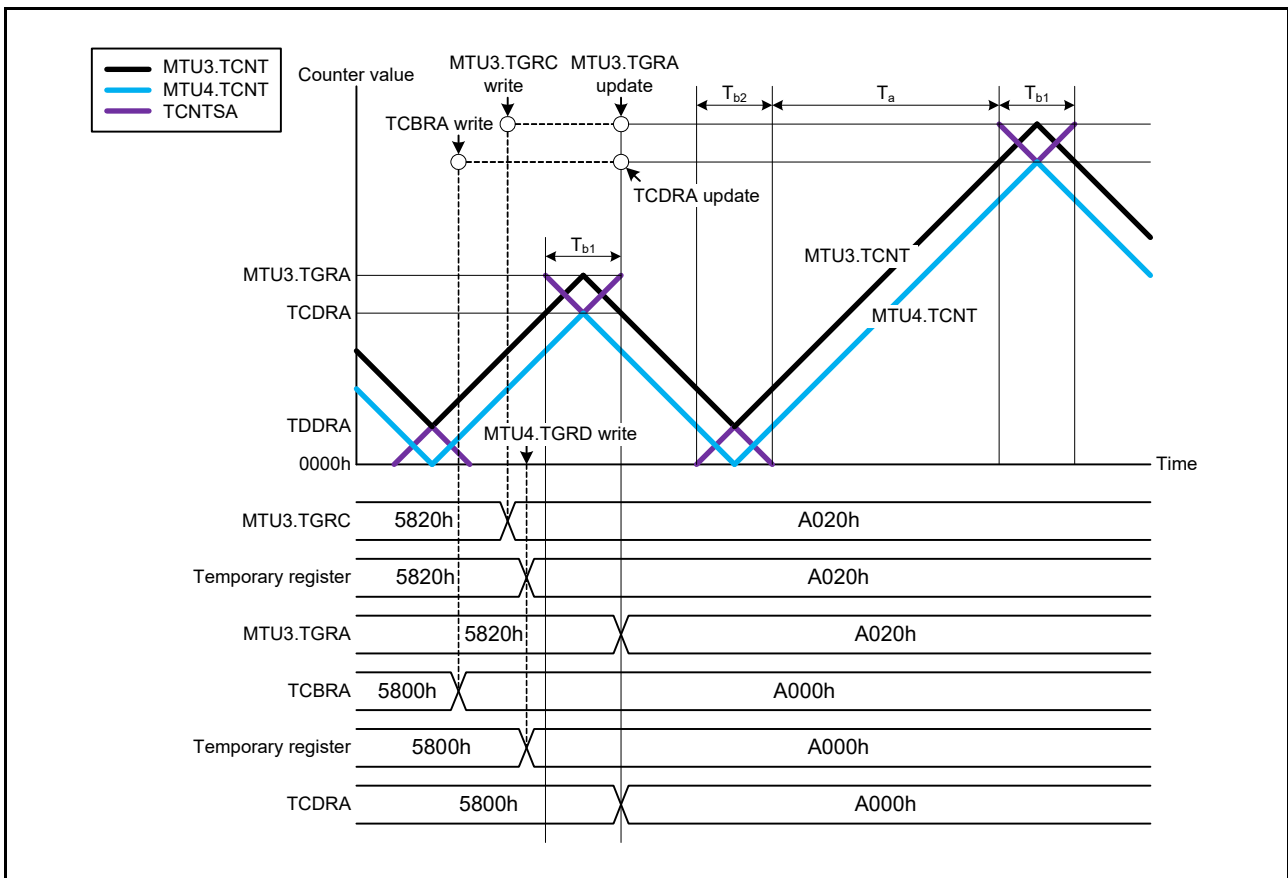 MTU3.TCNT
MTU4.TCNT
TCNTSA
Counter value
MTU3.TGRC
write
MTU3.TGRA
update
Tb2
Ta
Tb1
TCBRA write
TCDRA update
Tb1
MTU3.TCNT
MTU3.TGRA
TCDRA
MTU4.TCNT
TDDRA
MTU4.TGRD write
0000h
Time
MTU3.TGRC
5820h
A020h
Temporary register
5820h
A020h
MTU3.TGRA
5820h
A020h
TCBRA
5800h
A000h
Temporary register
5800h
A000h
TCDRA
5800h
A000h